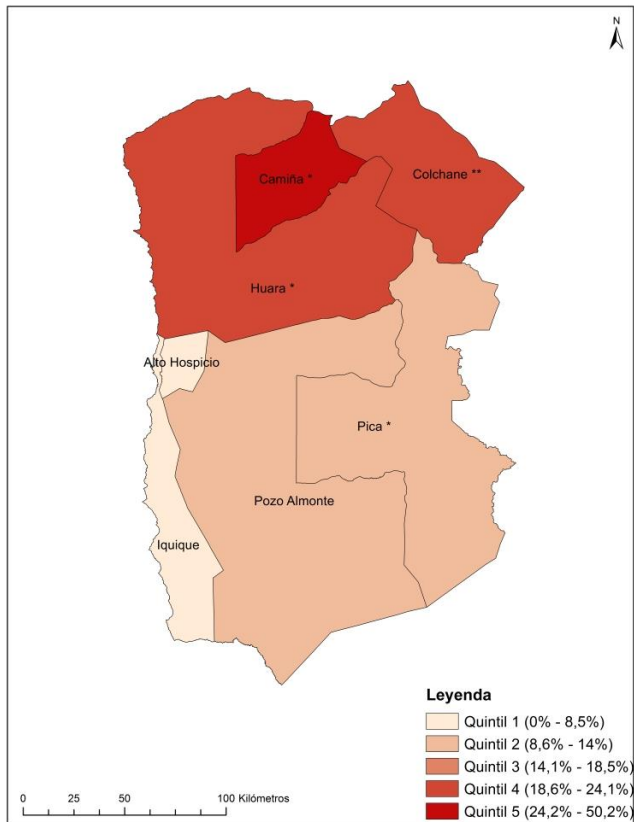 N
Camiña *
Colchane **
Huara *
Alto Hospicio
Pica *
Pozo Almonte
Iquique
Leyenda
Quintil 1 (0% - 8,5%)
Quintil 2 (8,6% - 14%)
Quintil 3 (14,1% - 18,5%)
Quintil 4 (18,6% - 24,1%)
Quintil 5 (24,2% - 50,2%)
0 25 50 100 Kilómetros